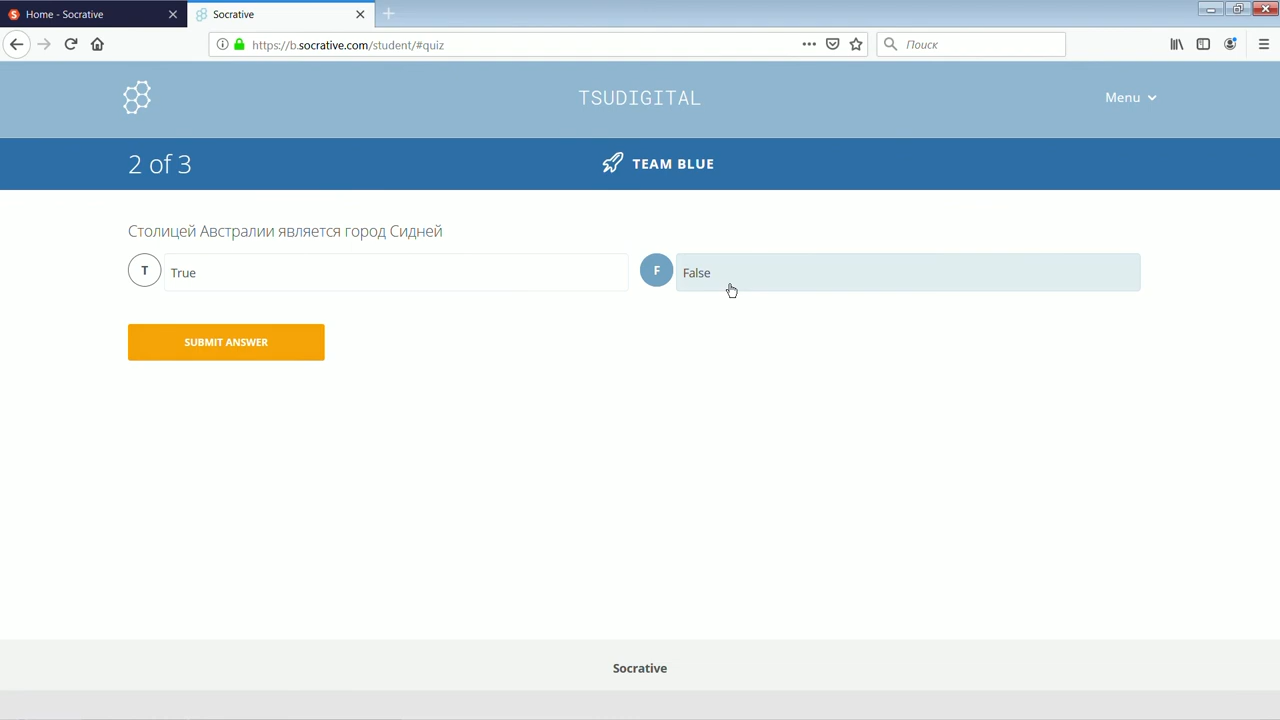 Home - Socrative
Socrative
https://b.socrative.com/student/#quiz
Поиск
TSUDIGITAL
Menu
2 of 3
TEAM BLUE
Столицей Австралии является город Сидней
T True
F False
SUBMIT ANSWER
Socrative